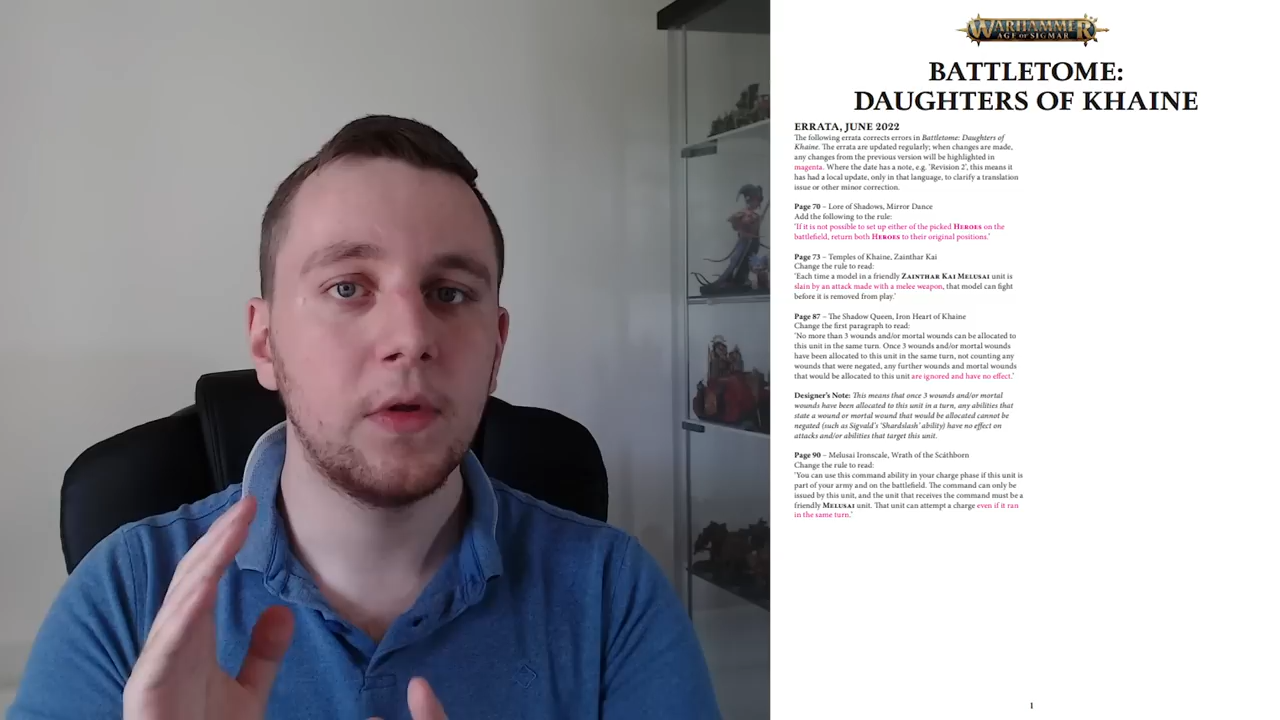 WARHAMMER
AGE OF SIGMAR
BATTLETOME:
DAUGHTERS OF KHAINE
ERRATA, JUNE 2022
The following errata corrects errors in Battletome: Daughters of
Khaine. The errata are updated regularly; when changes are made,
any changes from the previous version will be highlighted in
magenta. Where the date has a note, e.g. 'Revision 2', this means it
has had a local update, only in that language, to clarify a translation
issue or other minor correction.
Page 70 – Lore of Shadows, Mirror Dance
Add the following to the rule:
'If it is not possible to set up either of the picked HEROES on the
battlefield, return both HEROES to their original positions.'
Page 73 – Temples of Khaine, Zainthar Kai
Change the rule to read:
'Each time a model in a friendly ZAINTHAR KAI MELUSAI unit is
slain by an attack made with a melee weapon, that model can fight
before it is removed from play.'
Page 87 – The Shadow Queen, Iron Heart of Khaine
Change the first paragraph to read:
'No more than 3 wounds and/or mortal wounds can be allocated to
this unit in the same turn. Once 3 wounds and/or mortal wounds
have been allocated to this unit in the same turn, not counting any
wounds that were negated, any further wounds and mortal wounds
that would be allocated to this unit are ignored and have no effect.'
Designer's Note: This means that once 3 wounds and/or mortal
wounds have been allocated to this unit in a turn, any abilities that
state a wound or mortal wound that would be allocated cannot be
negated (such as Sigvald's 'Shardslash' ability) have no effect on
attacks and/or abilities that target this unit.
Page 90 – Melusai Ironscale, Wrath of the Scáthborn
Change the rule to read:
'You can use this command ability in your charge phase if this unit is
part of your army and on the battlefield. The command can only be
issued by this unit, and the unit that receives the command must be a
friendly MELUSAI unit. That unit can attempt a charge even if it ran
in the same turn.'
1